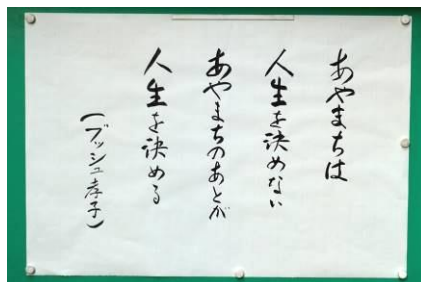 あやまちは
人生を決めない
あやまちのあとが
人生を決める
(ブッシュ孝子)